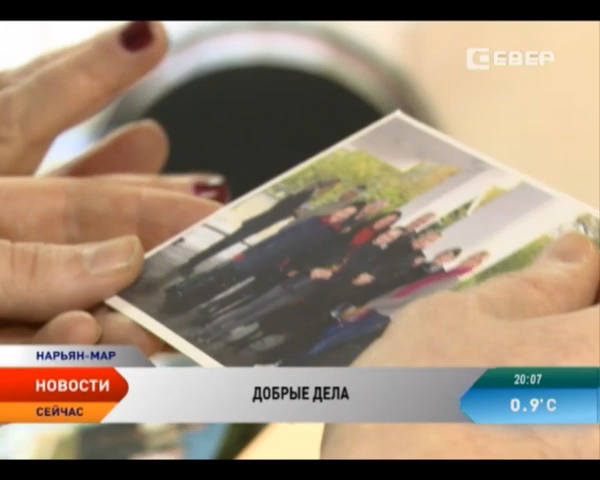 СЕВЕР
НАРЬЯН-МАР
НОВОСТИ
СЕЙЧАС
ДОБРЫЕ ДЕЛА
20:07
0.9°C